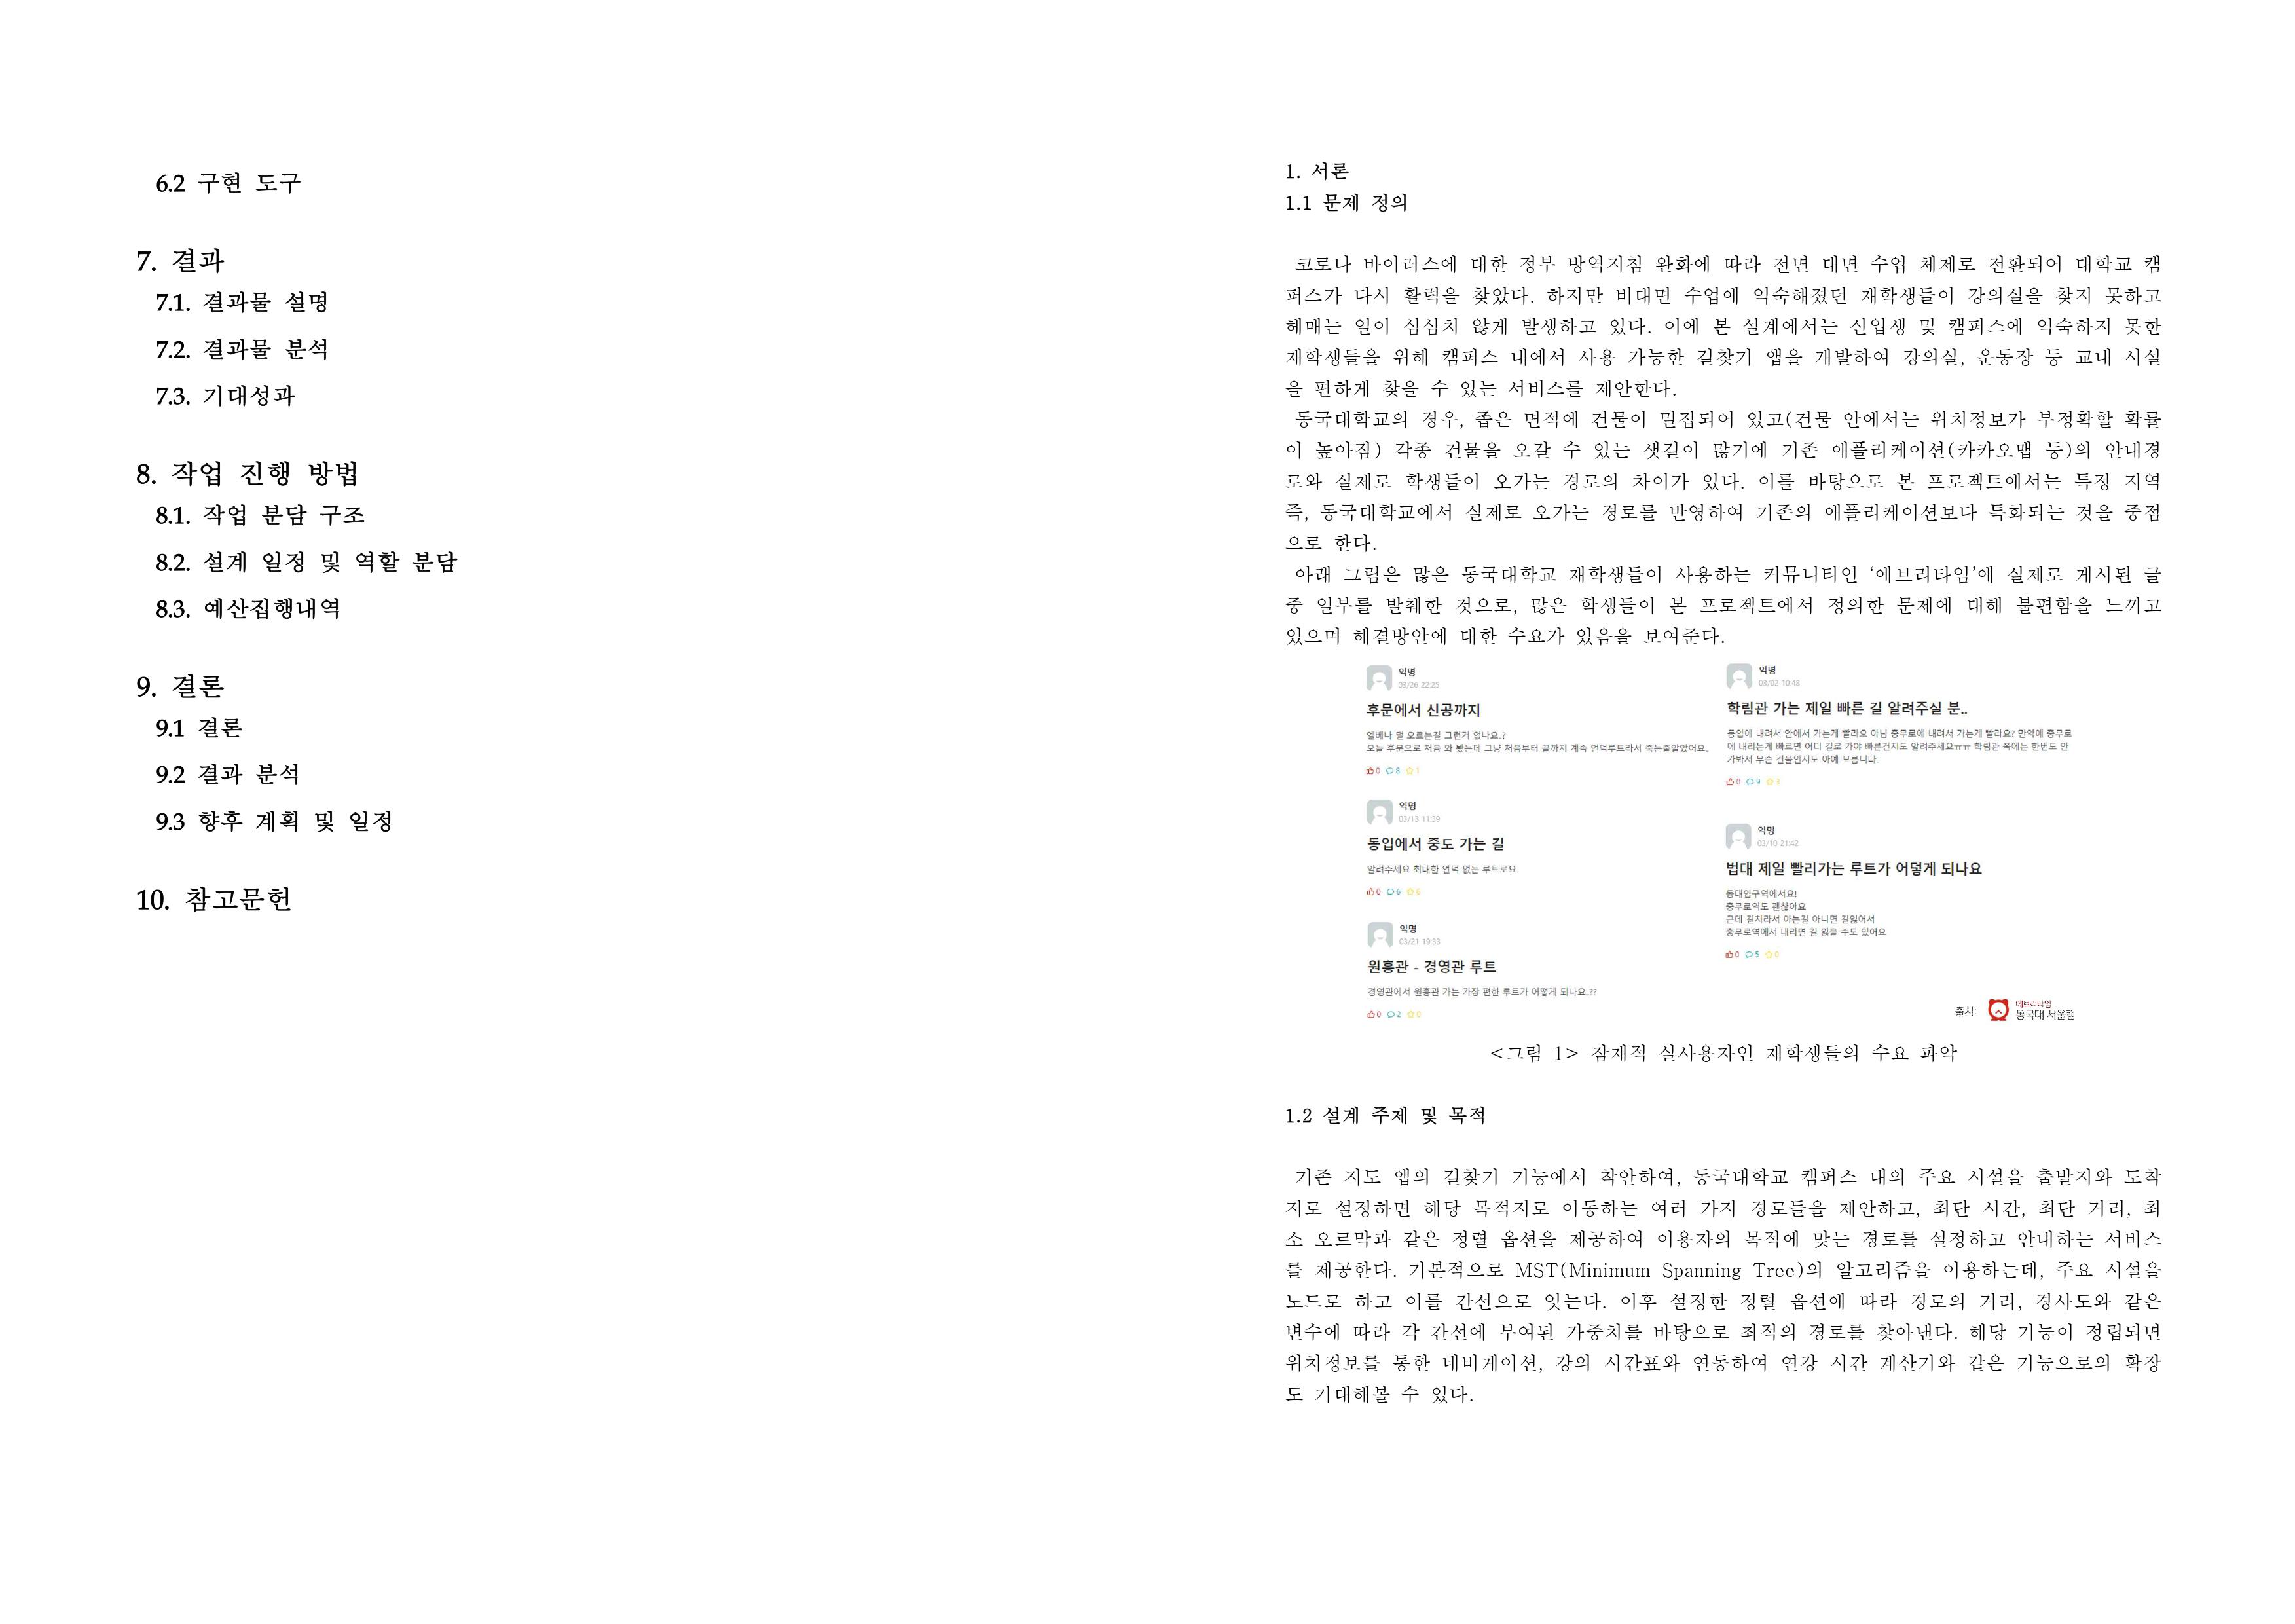 6.2 구현 도구
7. 결과
7.1. 결과물 설명
7.2. 결과물 분석
7.3. 기대성과
8. 작업 진행 방법
8.1. 작업 분담 구조
8.2. 설계 일정 및 역할 분담
8.3. 예산집행내역
9. 결론
9.1 결론
9.2 결과 분석
9.3 향후 계획 및 일정
10. 참고문헌
1. 서론
1.1 문제 정의
코로나 바이러스에 대한 정부 방역지침 완화에 따라 전면 대면 수업 체제로 전환되어 대학교 캠
퍼스가 다시 활력을 찾았다. 하지만 비대면 수업에 익숙해졌던 재학생들이 강의실을 찾지 못하고
헤매는 일이 심심치 않게 발생하고 있다. 이에 본 설계에서는 신입생 및 캠퍼스에 익숙하지 못한
재학생들을 위해 캠퍼스 내에서 사용 가능한 길찾기 앱을 개발하여 강의실, 운동장 등 교내 시설
을 편하게 찾을 수 있는 서비스를 제안한다.
동국대학교의 경우, 좁은 면적에 건물이 밀집되어 있고(건물 안에서는 위치정보가 부정확할 확률
이 높아짐) 각종 건물을 오갈 수 있는 샛길이 많기에 기존 애플리케이션(카카오맵 등)의 안내경
로와 실제로 학생들이 오가는 경로의 차이가 있다. 이를 바탕으로 본 프로젝트에서는 특정 지역
즉, 동국대학교에서 실제로 오가는 경로를 반영하여 기존의 애플리케이션보다 특화되는 것을 중점
으로 한다.
아래 그림은 많은 동국대학교 재학생들이 사용하는 커뮤니티인 ‘에브리타임’에 실제로 게시된 글
중 일부를 발췌한 것으로, 많은 학생들이 본 프로젝트에서 정의한 문제에 대해 불편함을 느끼고
있으며 해결방안에 대한 수요가 있음을 보여준다.
익명
03/26 22:25
후문에서 신공까지
엘베나 덜 오르는길 그런거 없나요..?
오늘 후문으로 처음 와 봤는데 그냥 처음부터 끝까지 계속 언덕루트라서 죽는줄알았어요..
0 8 1
익명
03/13 11:39
동입에서 중도 가는 길
알려주세요 최대한 언덕 없는 루트로요
0 6 6
익명
03/21 19:33
원흥관 - 경영관 루트
경영관에서 원흥관 가는 가장 편한 루트가 어떻게 되나요..??
0 2 0
익명
03/02 10:48
학림관 가는 제일 빠른 길 알려주실 분..
동입에 내려서 안에서 가는게 빨라요 아님 충무로에 내려서 가는게 빨라요? 만약에 충무로
에 내리는게 빠르면 어디 길로 가야 빠른건지도 알려주세요ㅠㅠ 학림관 쪽에는 한번도 안
가봐서 무슨 건물인지도 아예 모릅니다..
0 9 3
익명
03/10 21:42
법대 제일 빨리가는 루트가 어덯게 되나요
동대입구역에서요!
충무로역도 괜찮아요
근데 길치라서 아는길 아니면 길잃어서
충무로역에서 내리면 길 잃을 수도 있어요
0 5 0
출처: 에브리타임
동국대 서울캠
<그림 1> 잠재적 실사용자인 재학생들의 수요 파악
1.2 설계 주제 및 목적
기존 지도 앱의 길찾기 기능에서 착안하여, 동국대학교 캠퍼스 내의 주요 시설을 출발지와 도착
지로 설정하면 해당 목적지로 이동하는 여러 가지 경로들을 제안하고, 최단 시간, 최단 거리, 최
소 오르막과 같은 정렬 옵션을 제공하여 이용자의 목적에 맞는 경로를 설정하고 안내하는 서비스
를 제공한다. 기본적으로 MST(Minimum Spanning Tree)의 알고리즘을 이용하는데, 주요 시설을
노드로 하고 이를 간선으로 잇는다. 이후 설정한 정렬 옵션에 따라 경로의 거리, 경사도와 같은
변수에 따라 각 간선에 부여된 가중치를 바탕으로 최적의 경로를 찾아낸다. 해당 기능이 정립되면
위치정보를 통한 네비게이션, 강의 시간표와 연동하여 연강 시간 계산기와 같은 기능으로의 확장
도 기대해볼 수 있다.